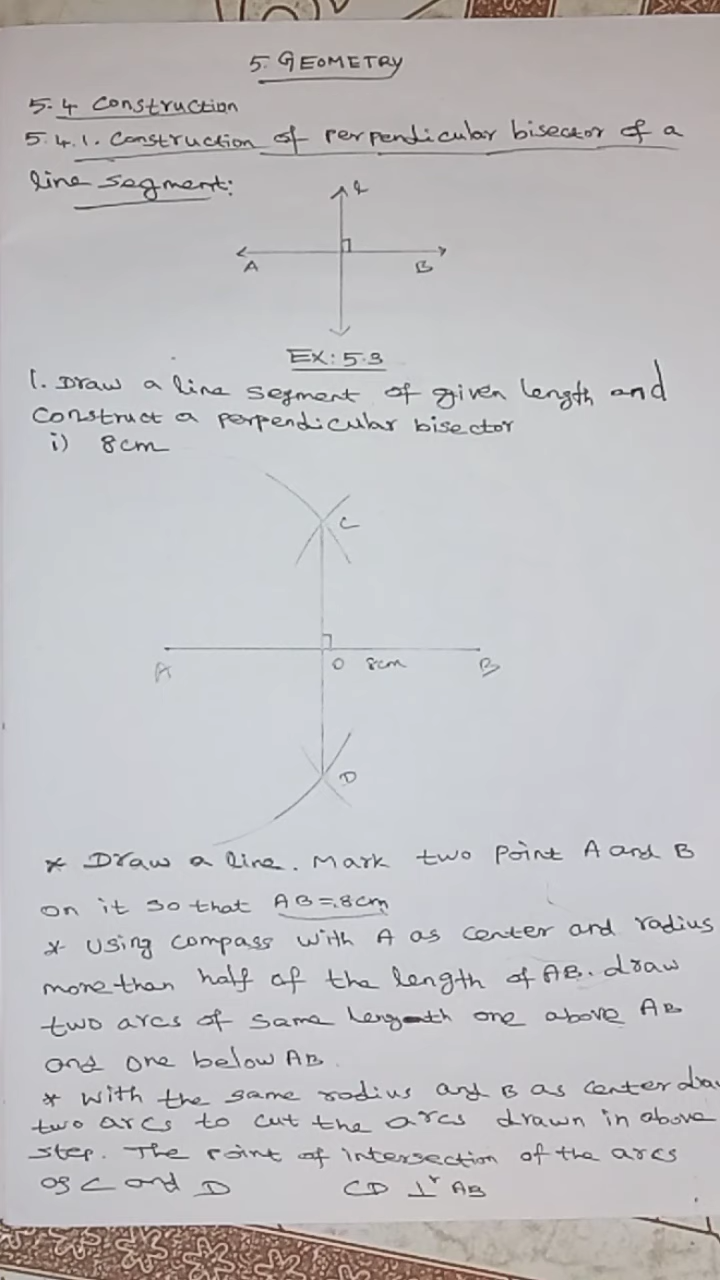 5. GEOMETRY
5.4 Construction
5.4.1. Construction of perpendicular bisector of a
line segment:
l
A
B
EX: 5.3
1. Draw a line segment of given length and
construct a perpendicular bisector
i) 8cm
C
A
O 8cm
B
D
* Draw a line. Mark two point A and B
on it so that AB=8cm
* Using compass with A as center and radius
more than half of the length of AB. draw
two arcs of same length one above AB
and one below AB.
* with the same radius and B as center dra
two arcs to cut the arcs drawn in above
step. The point of intersection of the arcs
as C and D
CD ⊥r AB